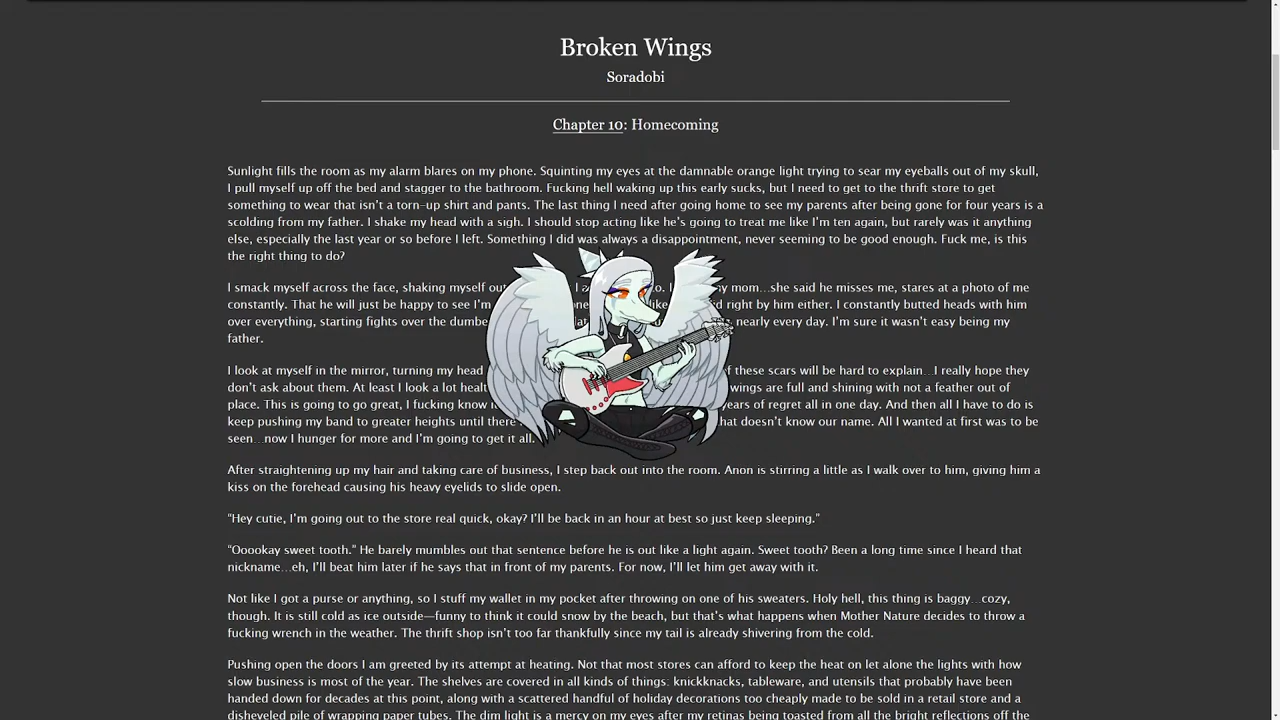 Broken Wings
Soradobi
Chapter 10: Homecoming
Sunlight fills the room as my alarm blares on my phone. Squinting my eyes at the damnable orange light trying to sear my eyeballs out of my skull,
I pull myself up off the bed and stagger to the bathroom. Fucking hell waking up this early sucks, but I need to get to the thrift store to get
something to wear that isn’t a torn-up shirt and pants. The last thing I need after going home to see my parents after being gone for four years is a
scolding from my father. I shake my head with a sigh. I should stop acting like he’s going to treat me like I’m ten again, but rarely was it anything
else, especially the last year or so before I left. Something I did was always a disappointment, never seeming to be good enough. Fuck me, is this
the right thing to do?
I smack myself across the face, shaking myself my mom…she said he misses me, stares at a photo of me
constantly. That he will just be happy to see I’m right by him either. I constantly butted heads with him
over everything, starting fights over the nearly every day. I’m sure it wasn’t easy being my
father.
I look at myself in the mirror, turning my head of these scars will be hard to explain…I really hope they
don’t ask about them. At least I look a lot wings are full and shining with not a feather out of
place. This is going to go great, I fucking know years of regret all in one day. And then all I have to do is
keep pushing my band to greater heights until there that doesn’t know our name. All I wanted at first was to be
seen…now I hunger for more and I’m going to get it all.
After straightening up my hair and taking care of business, I step back out into the room. Anon is stirring a little as I walk over to him, giving him a
kiss on the forehead causing his heavy eyelids to slide open.
“Hey cutie, I’m going out to the store real quick, okay? I’ll be back in an hour at best so just keep sleeping.”
“Ooookay sweet tooth.” He barely mumbles out that sentence before he is out like a light again. Sweet tooth? Been a long time since I heard that
nickname…eh, I’ll beat him later if he says that in front of my parents. For now, I’ll let him get away with it.
Not like I got a purse or anything, so I stuff my wallet in my pocket after throwing on one of his sweaters. Holy hell, this thing is baggy…cozy,
though. It is still cold as ice outside—funny to think it could snow by the beach, but that’s what happens when Mother Nature decides to throw a
fucking wrench in the weather. The thrift shop isn’t too far thankfully since my tail is already shivering from the cold.
Pushing open the doors I am greeted by its attempt at heating. Not that most stores can afford to keep the heat on let alone the lights with how
slow business is most of the year. The shelves are covered in all kinds of things: knickknacks, tableware, and utensils that probably have been
handed down for decades at this point, along with a scattered handful of holiday decorations too cheaply made to be sold in a retail store and a
disheveled pile of wrapping paper tubes. The dim light is a mercy on my eyes after my retinas being toasted from all the bright reflections off the